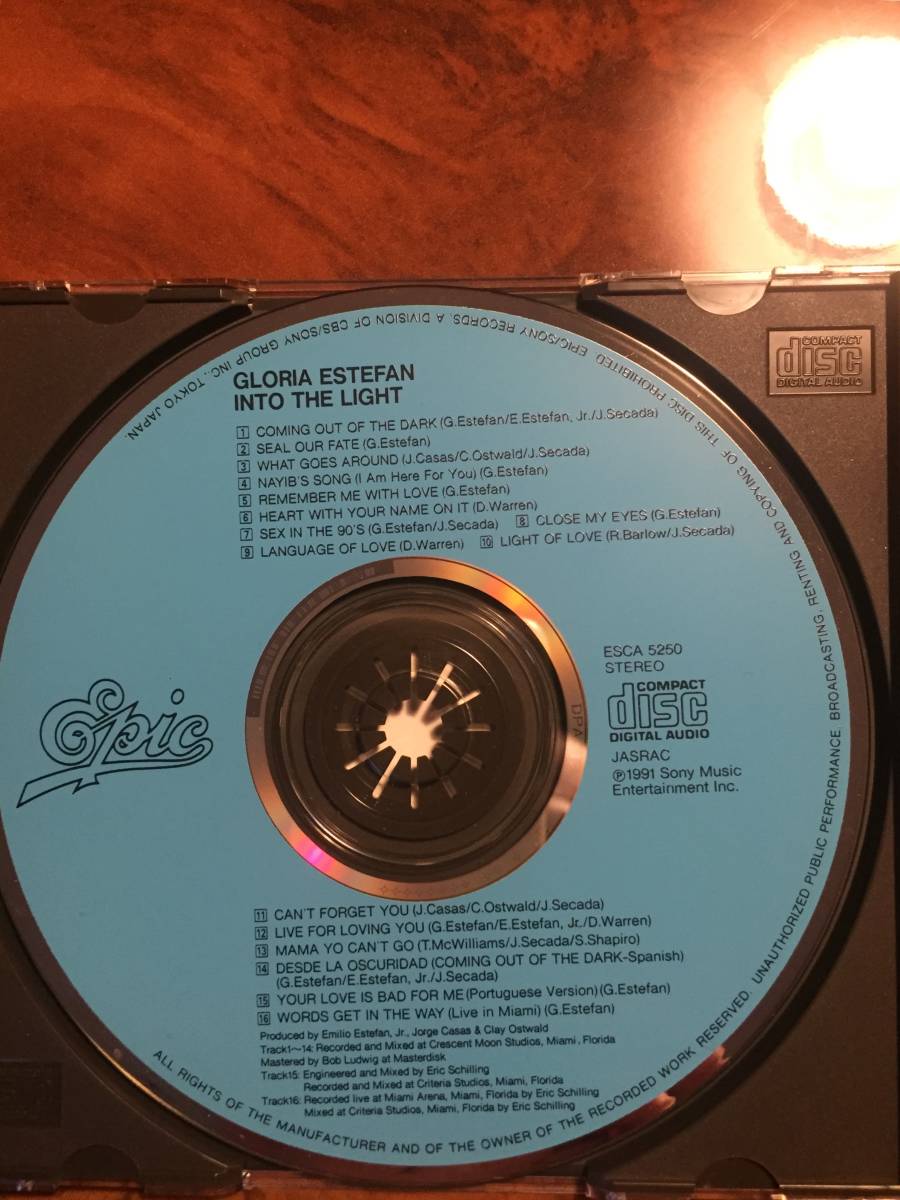 COMPACT
disc
DIGITAL AUDIO
GLORIA ESTEFAN
INTO THE LIGHT
1 COMING OUT OF THE DARK (G.Estefan/E.Estefan, Jr./J.Secada)
2 SEAL OUR FATE (G.Estefan)
3 WHAT GOES AROUND (J.Casas/C.Ostwald/J.Secada)
4 NAYIB'S SONG (I Am Here For You) (G.Estefan)
5 REMEMBER ME WITH LOVE (G.Estefan)
6 HEART WITH YOUR NAME ON IT (D.Warren)
7 SEX IN THE 90'S (G.Estefan/J.Secada) 8 CLOSE MY EYES (G.Estefan)
9 LANGUAGE OF LOVE (D.Warren) 10 LIGHT OF LOVE (R.Barlow/J.Secada)
ESCA 5250
STEREO
COMPACT
disc
DIGITAL AUDIO
JASRAC
℗1991 Sony Music
Entertainment Inc.
Epic
DPA
11 CAN'T FORGET YOU (J.Casas/C.Ostwald/J.Secada)
12 LIVE FOR LOVING YOU (G.Estefan/E.Estefan, Jr./D.Warren)
13 MAMA YO CAN'T GO (T.McWilliams/J.Secada/S.Shapiro)
14 DESDE LA OSCURIDAD (COMING OUT OF THE DARK-Spanish)
(G.Estefan/E.Estefan, Jr./J.Secada)
15 YOUR LOVE IS BAD FOR ME (Portuguese Version) (G.Estefan)
16 WORDS GET IN THE WAY (Live in Miami) (G.Estefan)
Produced by Emilio Estefan, Jr., Jorge Casas & Clay Ostwald
Track1~14: Recorded and Mixed at Crescent Moon Studios, Miami, Florida
Mastered by Bob Ludwig at Masterdisk
Track15: Engineered and Mixed by Eric Schilling
Recorded and Mixed at Criteria Studios, Miami, Florida
Track16: Recorded live at Miami Arena, Miami, Florida by Eric Schilling
Mixed at Criteria Studios, Miami, Florida by Eric Schilling
ALL RIGHTS OF THE MANUFACTURER AND OF THE OWNER OF THE RECORDED WORK RESERVED. UNAUTHORIZED PUBLIC PERFORMANCE. BROADCASTING, RENTING AND COPYING OF THIS DISC PROHIBITED EPIC/SONY RECORDS. A DIVISION OF CBS/SONY GROUP INC., TOKYO JAPAN.